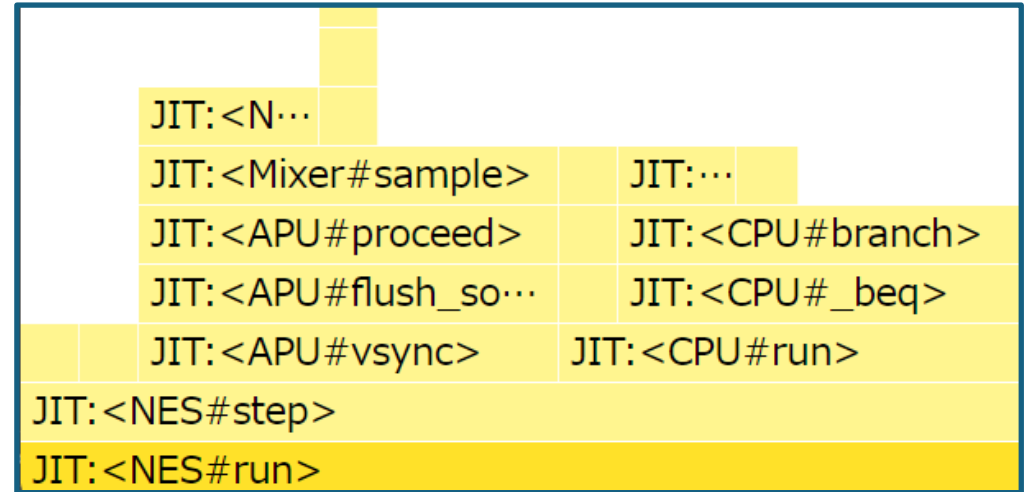 JIT:<N…
JIT:<Mixer#sample> JIT:…
JIT:<APU#proceed> JIT:<CPU#branch>
JIT:<APU#flush_so… JIT:<CPU#_beq>
JIT:<APU#vsync> JIT:<CPU#run>
JIT:<NES#step>
JIT:<NES#run>